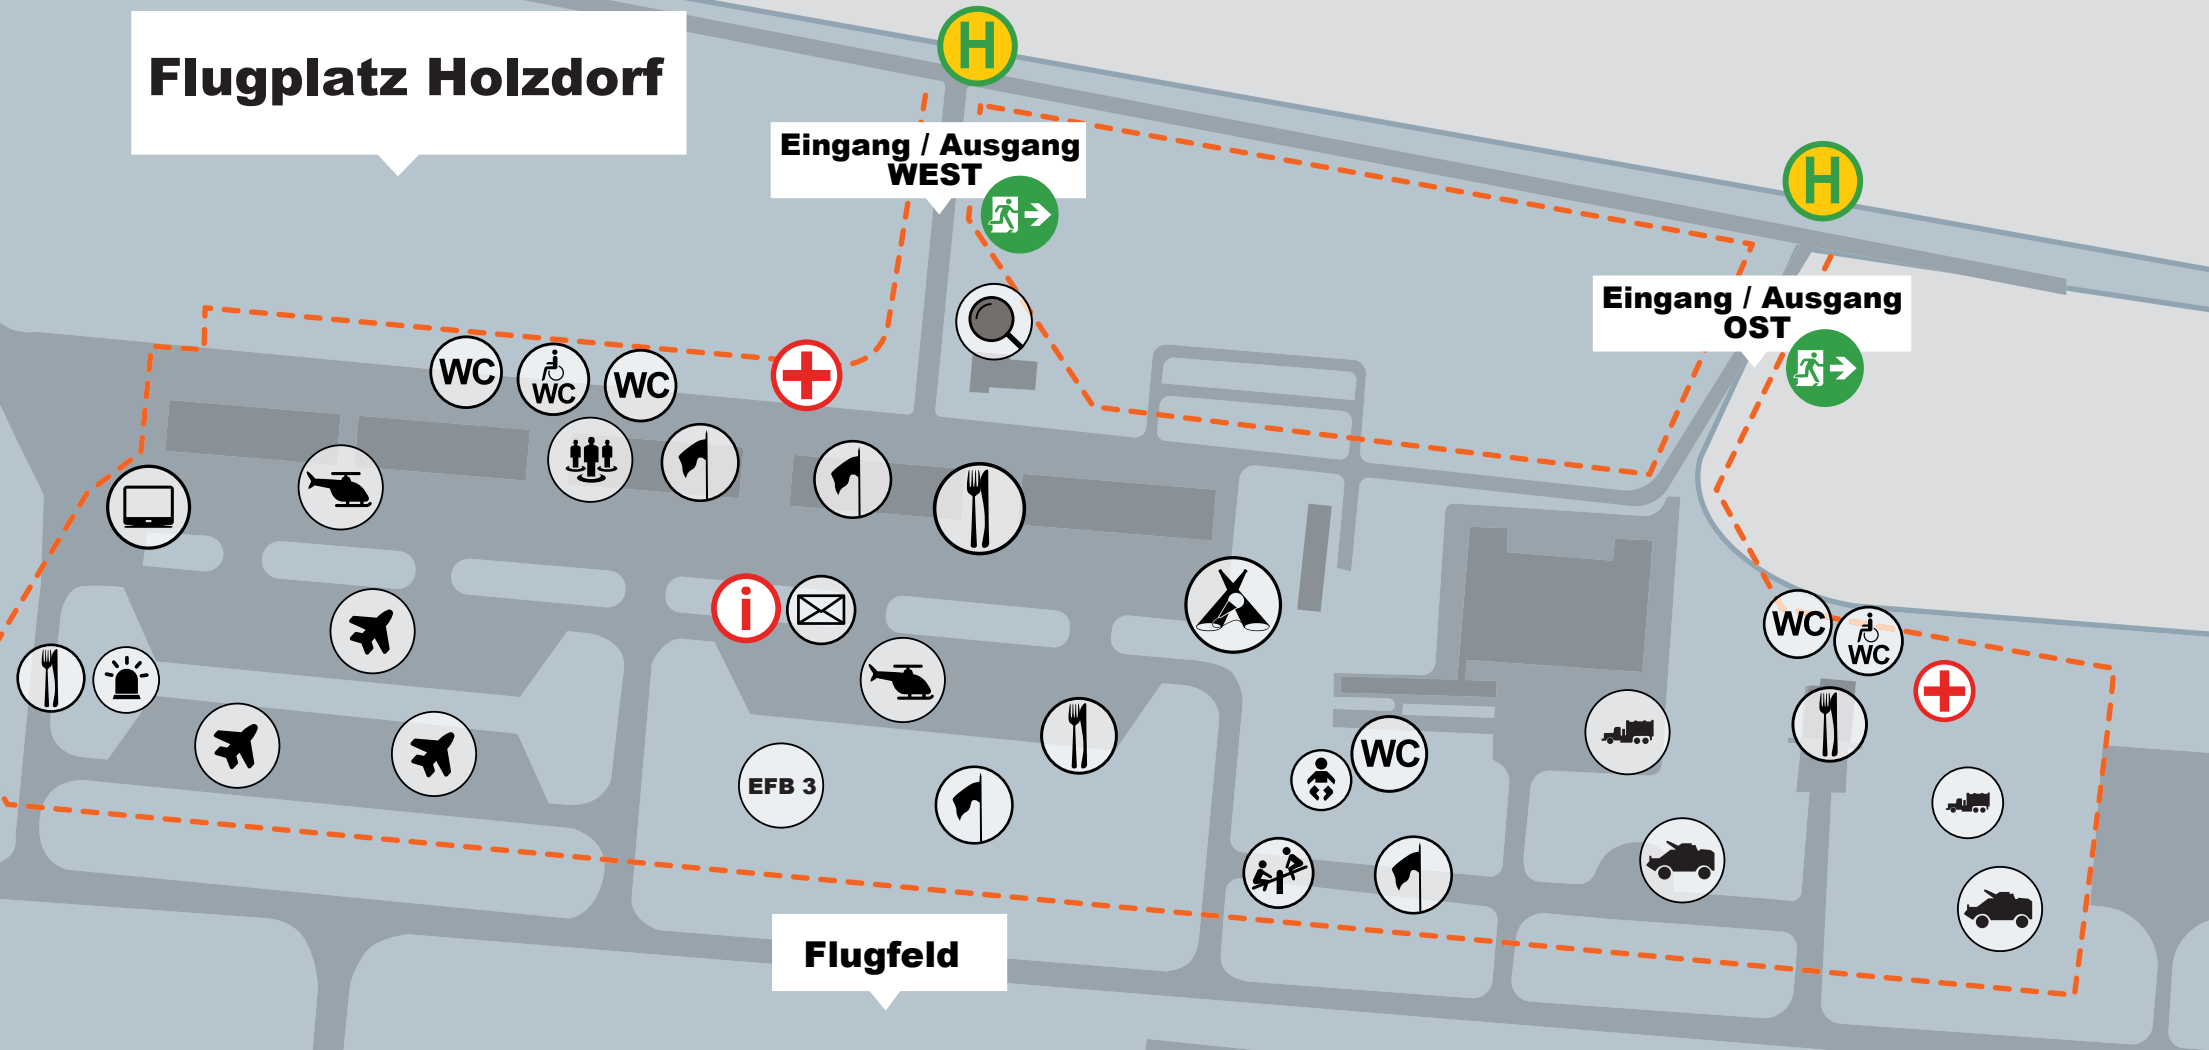 Flugplatz Holzdorf
H
Eingang / Ausgang
WEST
H
Eingang / Ausgang
OST
WC
WC
WC
i
WC
WC
EFB 3
WC
Flugfeld